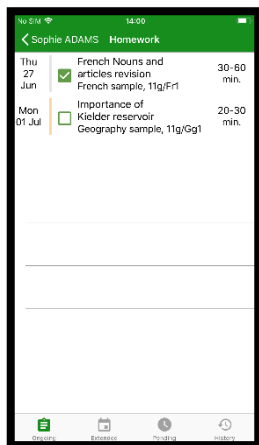 No SIM 14:00
Sophie ADAMS Homework
Thu
27
Jun
French Nouns and
articles revision
French sample, 11g/Fr1
30-60
min.
Mon
01 Jul
Importance of
Kielder reservoir
Geography sample, 11g/Gg1
20-30
min.
Ongoing Extended Pending History